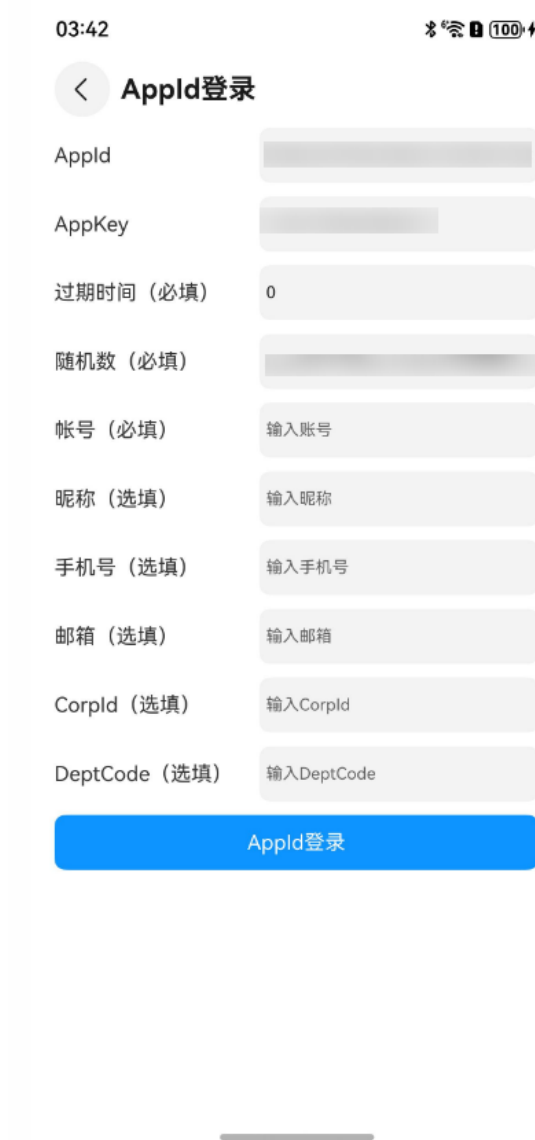 03:42 100
AppId登录
AppId
AppKey
过期时间（必填） 0
随机数（必填）
帐号（必填） 输入账号
昵称（选填） 输入昵称
手机号（选填） 输入手机号
邮箱（选填） 输入邮箱
CorpId（选填） 输入CorpId
DeptCode（选填） 输入DeptCode
AppId登录